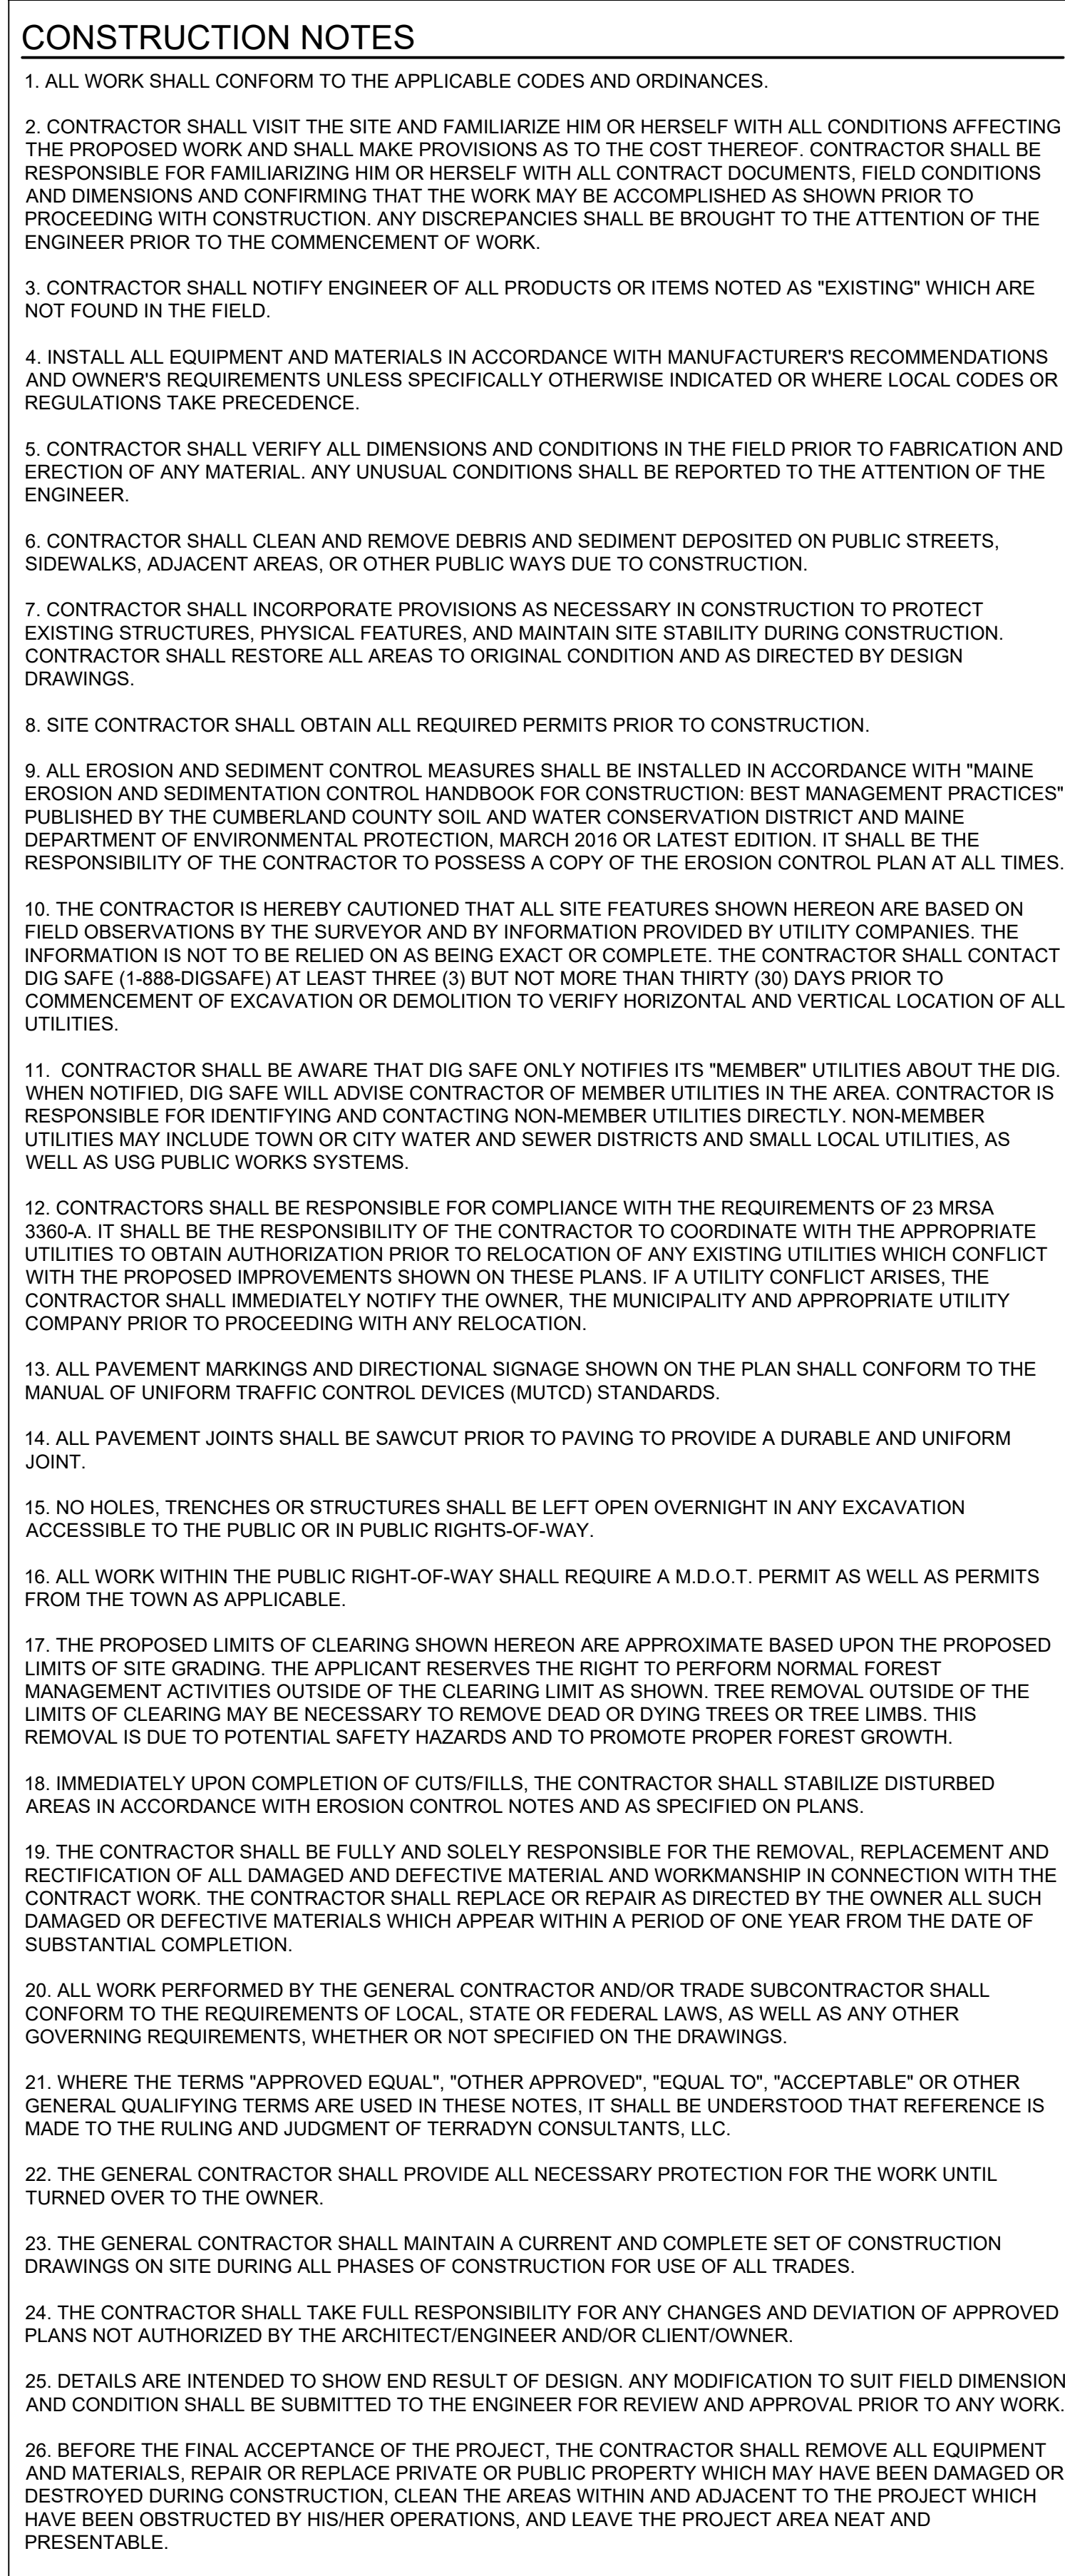 CONSTRUCTION NOTES
1. ALL WORK SHALL CONFORM TO THE APPLICABLE CODES AND ORDINANCES.
2. CONTRACTOR SHALL VISIT THE SITE AND FAMILIARIZE HIM OR HERSELF WITH ALL CONDITIONS AFFECTING
THE PROPOSED WORK AND SHALL MAKE PROVISIONS AS TO THE COST THEREOF. CONTRACTOR SHALL BE
RESPONSIBLE FOR FAMILIARIZING HIM OR HERSELF WITH ALL CONTRACT DOCUMENTS, FIELD CONDITIONS
AND DIMENSIONS AND CONFIRMING THAT THE WORK MAY BE ACCOMPLISHED AS SHOWN PRIOR TO
PROCEEDING WITH CONSTRUCTION. ANY DISCREPANCIES SHALL BE BROUGHT TO THE ATTENTION OF THE
ENGINEER PRIOR TO THE COMMENCEMENT OF WORK.
3. CONTRACTOR SHALL NOTIFY ENGINEER OF ALL PRODUCTS OR ITEMS NOTED AS "EXISTING" WHICH ARE
NOT FOUND IN THE FIELD.
4. INSTALL ALL EQUIPMENT AND MATERIALS IN ACCORDANCE WITH MANUFACTURER'S RECOMMENDATIONS
AND OWNER'S REQUIREMENTS UNLESS SPECIFICALLY OTHERWISE INDICATED OR WHERE LOCAL CODES OR
REGULATIONS TAKE PRECEDENCE.
5. CONTRACTOR SHALL VERIFY ALL DIMENSIONS AND CONDITIONS IN THE FIELD PRIOR TO FABRICATION AND
ERECTION OF ANY MATERIAL. ANY UNUSUAL CONDITIONS SHALL BE REPORTED TO THE ATTENTION OF THE
ENGINEER.
6. CONTRACTOR SHALL CLEAN AND REMOVE DEBRIS AND SEDIMENT DEPOSITED ON PUBLIC STREETS,
SIDEWALKS, ADJACENT AREAS, OR OTHER PUBLIC WAYS DUE TO CONSTRUCTION.
7. CONTRACTOR SHALL INCORPORATE PROVISIONS AS NECESSARY IN CONSTRUCTION TO PROTECT
EXISTING STRUCTURES, PHYSICAL FEATURES, AND MAINTAIN SITE STABILITY DURING CONSTRUCTION.
CONTRACTOR SHALL RESTORE ALL AREAS TO ORIGINAL CONDITION AND AS DIRECTED BY DESIGN
DRAWINGS.
8. SITE CONTRACTOR SHALL OBTAIN ALL REQUIRED PERMITS PRIOR TO CONSTRUCTION.
9. ALL EROSION AND SEDIMENT CONTROL MEASURES SHALL BE INSTALLED IN ACCORDANCE WITH "MAINE
EROSION AND SEDIMENTATION CONTROL HANDBOOK FOR CONSTRUCTION: BEST MANAGEMENT PRACTICES"
PUBLISHED BY THE CUMBERLAND COUNTY SOIL AND WATER CONSERVATION DISTRICT AND MAINE
DEPARTMENT OF ENVIRONMENTAL PROTECTION, MARCH 2016 OR LATEST EDITION. IT SHALL BE THE
RESPONSIBILITY OF THE CONTRACTOR TO POSSESS A COPY OF THE EROSION CONTROL PLAN AT ALL TIMES.
10. THE CONTRACTOR IS HEREBY CAUTIONED THAT ALL SITE FEATURES SHOWN HEREON ARE BASED ON
FIELD OBSERVATIONS BY THE SURVEYOR AND BY INFORMATION PROVIDED BY UTILITY COMPANIES. THE
INFORMATION IS NOT TO BE RELIED ON AS BEING EXACT OR COMPLETE. THE CONTRACTOR SHALL CONTACT
DIG SAFE (1-888-DIGSAFE) AT LEAST THREE (3) BUT NOT MORE THAN THIRTY (30) DAYS PRIOR TO
COMMENCEMENT OF EXCAVATION OR DEMOLITION TO VERIFY HORIZONTAL AND VERTICAL LOCATION OF ALL
UTILITIES.
11. CONTRACTOR SHALL BE AWARE THAT DIG SAFE ONLY NOTIFIES ITS "MEMBER" UTILITIES ABOUT THE DIG.
WHEN NOTIFIED, DIG SAFE WILL ADVISE CONTRACTOR OF MEMBER UTILITIES IN THE AREA. CONTRACTOR IS
RESPONSIBLE FOR IDENTIFYING AND CONTACTING NON-MEMBER UTILITIES DIRECTLY. NON-MEMBER
UTILITIES MAY INCLUDE TOWN OR CITY WATER AND SEWER DISTRICTS AND SMALL LOCAL UTILITIES, AS
WELL AS USG PUBLIC WORKS SYSTEMS.
12. CONTRACTORS SHALL BE RESPONSIBLE FOR COMPLIANCE WITH THE REQUIREMENTS OF 23 MRSA
3360-A. IT SHALL BE THE RESPONSIBILITY OF THE CONTRACTOR TO COORDINATE WITH THE APPROPRIATE
UTILITIES TO OBTAIN AUTHORIZATION PRIOR TO RELOCATION OF ANY EXISTING UTILITIES WHICH CONFLICT
WITH THE PROPOSED IMPROVEMENTS SHOWN ON THESE PLANS. IF A UTILITY CONFLICT ARISES, THE
CONTRACTOR SHALL IMMEDIATELY NOTIFY THE OWNER, THE MUNICIPALITY AND APPROPRIATE UTILITY
COMPANY PRIOR TO PROCEEDING WITH ANY RELOCATION.
13. ALL PAVEMENT MARKINGS AND DIRECTIONAL SIGNAGE SHOWN ON THE PLAN SHALL CONFORM TO THE
MANUAL OF UNIFORM TRAFFIC CONTROL DEVICES (MUTCD) STANDARDS.
14. ALL PAVEMENT JOINTS SHALL BE SAWCUT PRIOR TO PAVING TO PROVIDE A DURABLE AND UNIFORM
JOINT.
15. NO HOLES, TRENCHES OR STRUCTURES SHALL BE LEFT OPEN OVERNIGHT IN ANY EXCAVATION
ACCESSIBLE TO THE PUBLIC OR IN PUBLIC RIGHTS-OF-WAY.
16. ALL WORK WITHIN THE PUBLIC RIGHT-OF-WAY SHALL REQUIRE A M.D.O.T. PERMIT AS WELL AS PERMITS
FROM THE TOWN AS APPLICABLE.
17. THE PROPOSED LIMITS OF CLEARING SHOWN HEREON ARE APPROXIMATE BASED UPON THE PROPOSED
LIMITS OF SITE GRADING. THE APPLICANT RESERVES THE RIGHT TO PERFORM NORMAL FOREST
MANAGEMENT ACTIVITIES OUTSIDE OF THE CLEARING LIMIT AS SHOWN. TREE REMOVAL OUTSIDE OF THE
LIMITS OF CLEARING MAY BE NECESSARY TO REMOVE DEAD OR DYING TREES OR TREE LIMBS. THIS
REMOVAL IS DUE TO POTENTIAL SAFETY HAZARDS AND TO PROMOTE PROPER FOREST GROWTH.
18. IMMEDIATELY UPON COMPLETION OF CUTS/FILLS, THE CONTRACTOR SHALL STABILIZE DISTURBED
AREAS IN ACCORDANCE WITH EROSION CONTROL NOTES AND AS SPECIFIED ON PLANS.
19. THE CONTRACTOR SHALL BE FULLY AND SOLELY RESPONSIBLE FOR THE REMOVAL, REPLACEMENT AND
RECTIFICATION OF ALL DAMAGED AND DEFECTIVE MATERIAL AND WORKMANSHIP IN CONNECTION WITH THE
CONTRACT WORK. THE CONTRACTOR SHALL REPLACE OR REPAIR AS DIRECTED BY THE OWNER ALL SUCH
DAMAGED OR DEFECTIVE MATERIALS WHICH APPEAR WITHIN A PERIOD OF ONE YEAR FROM THE DATE OF
SUBSTANTIAL COMPLETION.
20. ALL WORK PERFORMED BY THE GENERAL CONTRACTOR AND/OR TRADE SUBCONTRACTOR SHALL
CONFORM TO THE REQUIREMENTS OF LOCAL, STATE OR FEDERAL LAWS, AS WELL AS ANY OTHER
GOVERNING REQUIREMENTS, WHETHER OR NOT SPECIFIED ON THE DRAWINGS.
21. WHERE THE TERMS "APPROVED EQUAL", "OTHER APPROVED", "EQUAL TO", "ACCEPTABLE" OR OTHER
GENERAL QUALIFYING TERMS ARE USED IN THESE NOTES, IT SHALL BE UNDERSTOOD THAT REFERENCE IS
MADE TO THE RULING AND JUDGMENT OF TERRADYN CONSULTANTS, LLC.
22. THE GENERAL CONTRACTOR SHALL PROVIDE ALL NECESSARY PROTECTION FOR THE WORK UNTIL
TURNED OVER TO THE OWNER.
23. THE GENERAL CONTRACTOR SHALL MAINTAIN A CURRENT AND COMPLETE SET OF CONSTRUCTION
DRAWINGS ON SITE DURING ALL PHASES OF CONSTRUCTION FOR USE OF ALL TRADES.
24. THE CONTRACTOR SHALL TAKE FULL RESPONSIBILITY FOR ANY CHANGES AND DEVIATION OF APPROVED
PLANS NOT AUTHORIZED BY THE ARCHITECT/ENGINEER AND/OR CLIENT/OWNER.
25. DETAILS ARE INTENDED TO SHOW END RESULT OF DESIGN. ANY MODIFICATION TO SUIT FIELD DIMENSION
AND CONDITION SHALL BE SUBMITTED TO THE ENGINEER FOR REVIEW AND APPROVAL PRIOR TO ANY WORK.
26. BEFORE THE FINAL ACCEPTANCE OF THE PROJECT, THE CONTRACTOR SHALL REMOVE ALL EQUIPMENT
AND MATERIALS, REPAIR OR REPLACE PRIVATE OR PUBLIC PROPERTY WHICH MAY HAVE BEEN DAMAGED OR
DESTROYED DURING CONSTRUCTION, CLEAN THE AREAS WITHIN AND ADJACENT TO THE PROJECT WHICH
HAVE BEEN OBSTRUCTED BY HIS/HER OPERATIONS, AND LEAVE THE PROJECT AREA NEAT AND
PRESENTABLE.